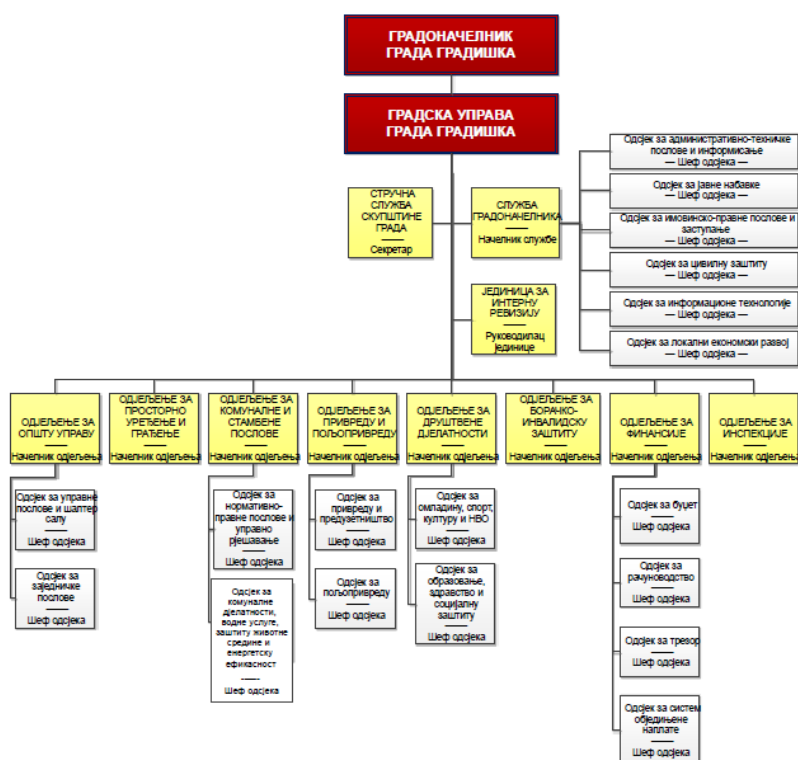 ГРАДОНАЧЕЛНИК
ГРАДА ГРАДИШКА
ГРАДСКА УПРАВА
ГРАДА ГРАДИШКА
СТРУЧНА
СЛУЖБА
СКУПШТИНЕ
ГРАДА
Секретар
СЛУЖБА
ГРАДОНАЧЕЛНИКА
Начелник службе
ЈЕДИНИЦА ЗА
ИНТЕРНУ
РЕВИЗИЈУ
Руководилац
јединице
Одсјек за административно-техничке
послове и информисање
— Шеф одсјека —
Одсјек за јавне набавке
— Шеф одсјека —
Одсјек за имовинско-правне послове и
заступање
— Шеф одсјека —
Одсјек за цивилну заштиту
— Шеф одсјека —
Одсјек за информационе технологије
— Шеф одсјека —
Одсјек за локални економски развој
— Шеф одсјека —
ОДЈЕЉЕЊЕ ЗА
ОПШТУ УПРАВУ
Начелник одјељења
Одсјек за управне
послове и шалтер
салу
Шеф одсјека
Одсјек за
заједничке
послове
Шеф одсјека
ОДЈЕЉЕЊЕ ЗА
ПРОСТОРНО
УРЕЂЕЊЕ И
ГРАЂЕЊЕ
Начелник одјељења
ОДЈЕЉЕЊЕ ЗА
КОМУНАЛНЕ И
СТАМБЕНЕ
ПОСЛОВЕ
Начелник одјељења
Одсјек за
нормативно-
правне послове и
управно
рјешавање
Шеф одсјека
Одсјек за
комуналне
дјелатности,
водне услуге,
заштиту животне
средине и
енергетску
ефикасност
Шеф одсјека
ОДЈЕЉЕЊЕ ЗА
ПРИВРЕДУ И
ПОЉОПРИВРЕДУ
Начелник одјељења
Одсјек за
привреду и
предузетништво
Шеф одсјека
Одсјек за
пољопривреду
Шеф одсјека
ОДЈЕЉЕЊЕ ЗА
ДРУШТВЕНЕ
ДЈЕЛАТНОСТИ
Начелник одјељења
Одсјек за
омладину, спорт,
културу и НВО
Шеф одсјека
Одсјек за
образовање,
здравство и
социјалну
заштиту
Шеф одсјека
ОДЈЕЉЕЊЕ ЗА
БОРАЧКО-
ИНВАЛИДСКУ
ЗАШТИТУ
Начелник одјељења
ОДЈЕЉЕЊЕ ЗА
ФИНАНСИЈЕ
Начелник одјељења
Одсјек за буџет
Шеф одсјека
Одсјек за
рачуноводство
Шеф одсјека
Одсјек за трезор
Шеф одсјека
Одсјек за систем
обједињене
наплате
Шеф одсјека
ОДЈЕЉЕЊЕ ЗА
ИНСПЕКЦИЈЕ
Начелник одјељења